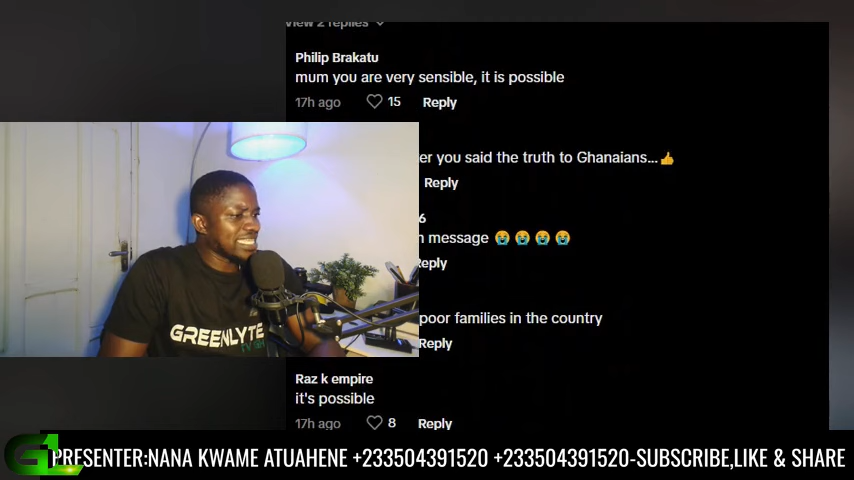 View 2 replies
Philip Brakatu
mum you are very sensible, it is possible
17h ago 15 Reply
er you said the truth to Ghanaians...👍
Reply
6
message 😭😭😭😭
Reply
poor families in the country
Reply
Raz k empire
it's possible
17h ago 8 Reply
GREENLYTE
PRESENTER:NANA KWAME ATUAHENE +233504391520 +233504391520-SUBSCRIBE,LIKE & SHARE